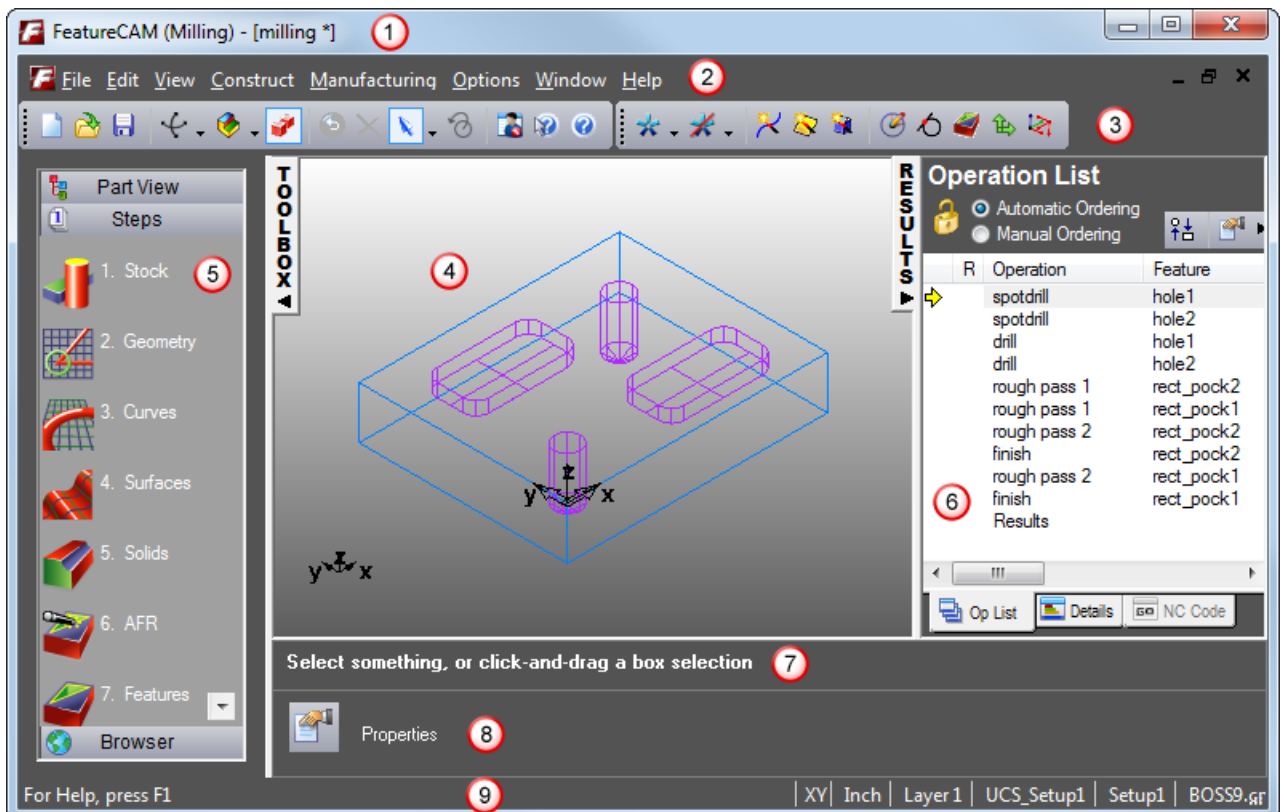 FeatureCAM (Milling) - [milling *] 1
File Edit View Construct Manufacturing Options Window Help 2
3
Part View
1 Steps
1. Stock 5
2. Geometry
3. Curves
4. Surfaces
5. Solids
6. AFR
7. Features
Browser
TOOLBOX
4
z
y x
y z x
RESULTS
Operation List
Automatic Ordering
Manual Ordering
R Operation Feature
spotdrill hole1
spotdrill hole2
drill hole1
drill hole2
rough pass 1 rect_pock2
rough pass 1 rect_pock1
rough pass 2 rect_pock2
finish rect_pock2
rough pass 2 rect_pock1
finish rect_pock1
Results
6
Op List Details GO NC Code
Select something, or click-and-drag a box selection 7
Properties 8
For Help, press F1 9 XY Inch Layer 1 UCS_Setup1 Setup1